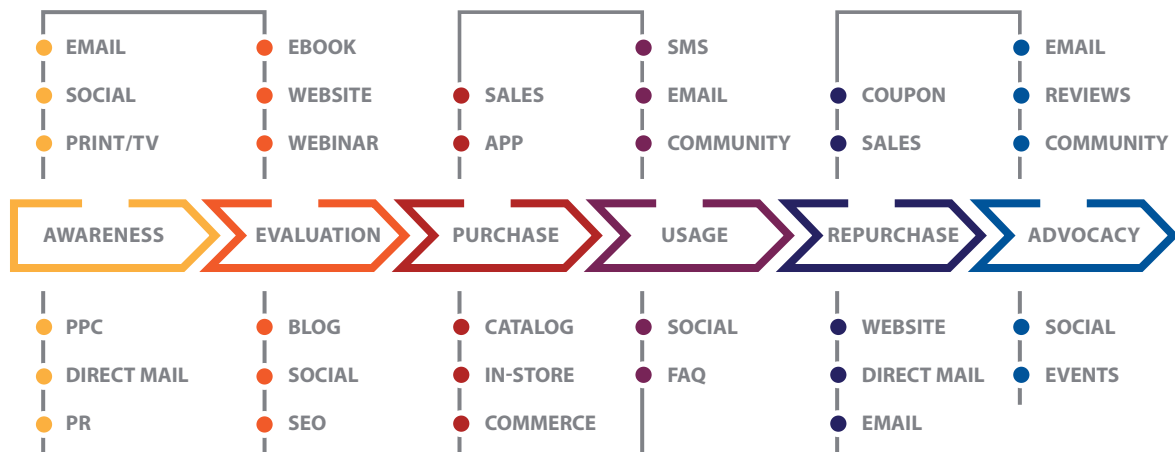 EMAIL
SOCIAL
PRINT/TV
EBOOK
WEBSITE
WEBINAR
SALES
APP
SMS
EMAIL
COMMUNITY
COUPON
SALES
EMAIL
REVIEWS
COMMUNITY
AWARENESS
EVALUATION
PURCHASE
USAGE
REPURCHASE
ADVOCACY
PPC
DIRECT MAIL
PR
BLOG
SOCIAL
SEO
CATALOG
IN-STORE
COMMERCE
SOCIAL
FAQ
WEBSITE
DIRECT MAIL
EMAIL
SOCIAL
EVENTS